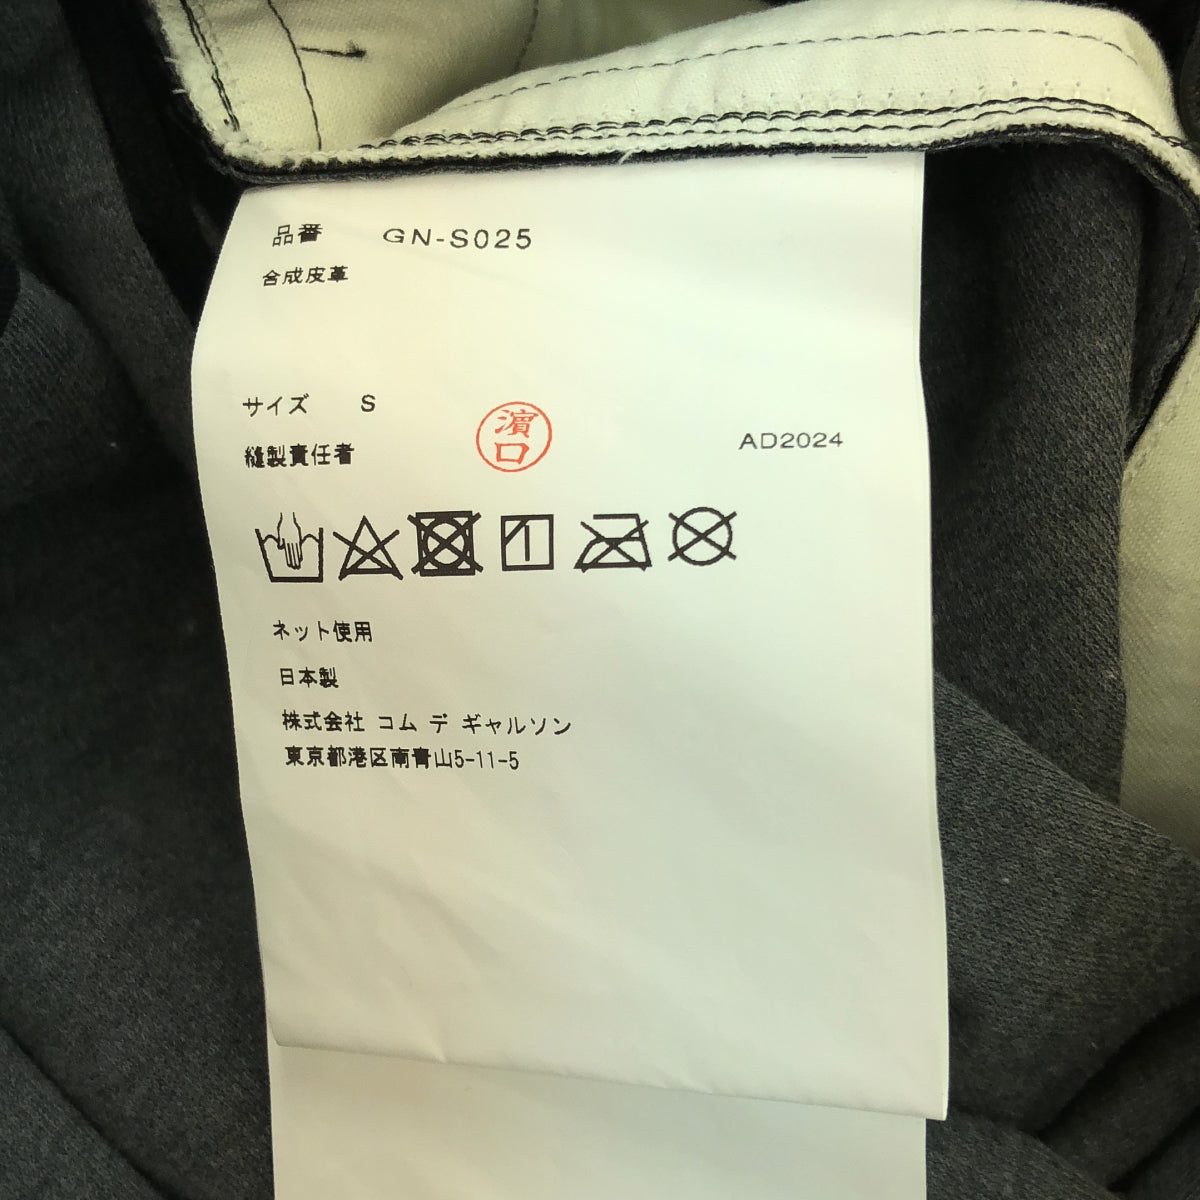 品番 GN-S025
合成皮革
サイズ S
縫製責任者 濵口 AD2024
ネット使用
日本製
株式会社 コム デ ギャルソン
東京都港区南青山5-11-5